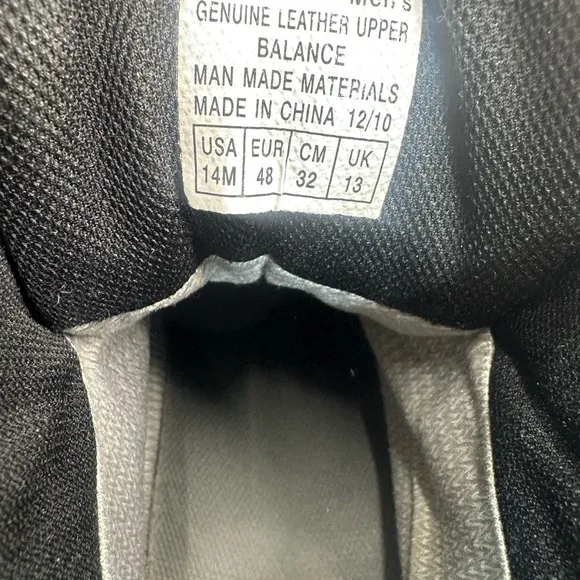 MEN'S
GENUINE LEATHER UPPER
BALANCE
MAN MADE MATERIALS
MADE IN CHINA 12/10
USA EUR CM UK
14M 48 32 13